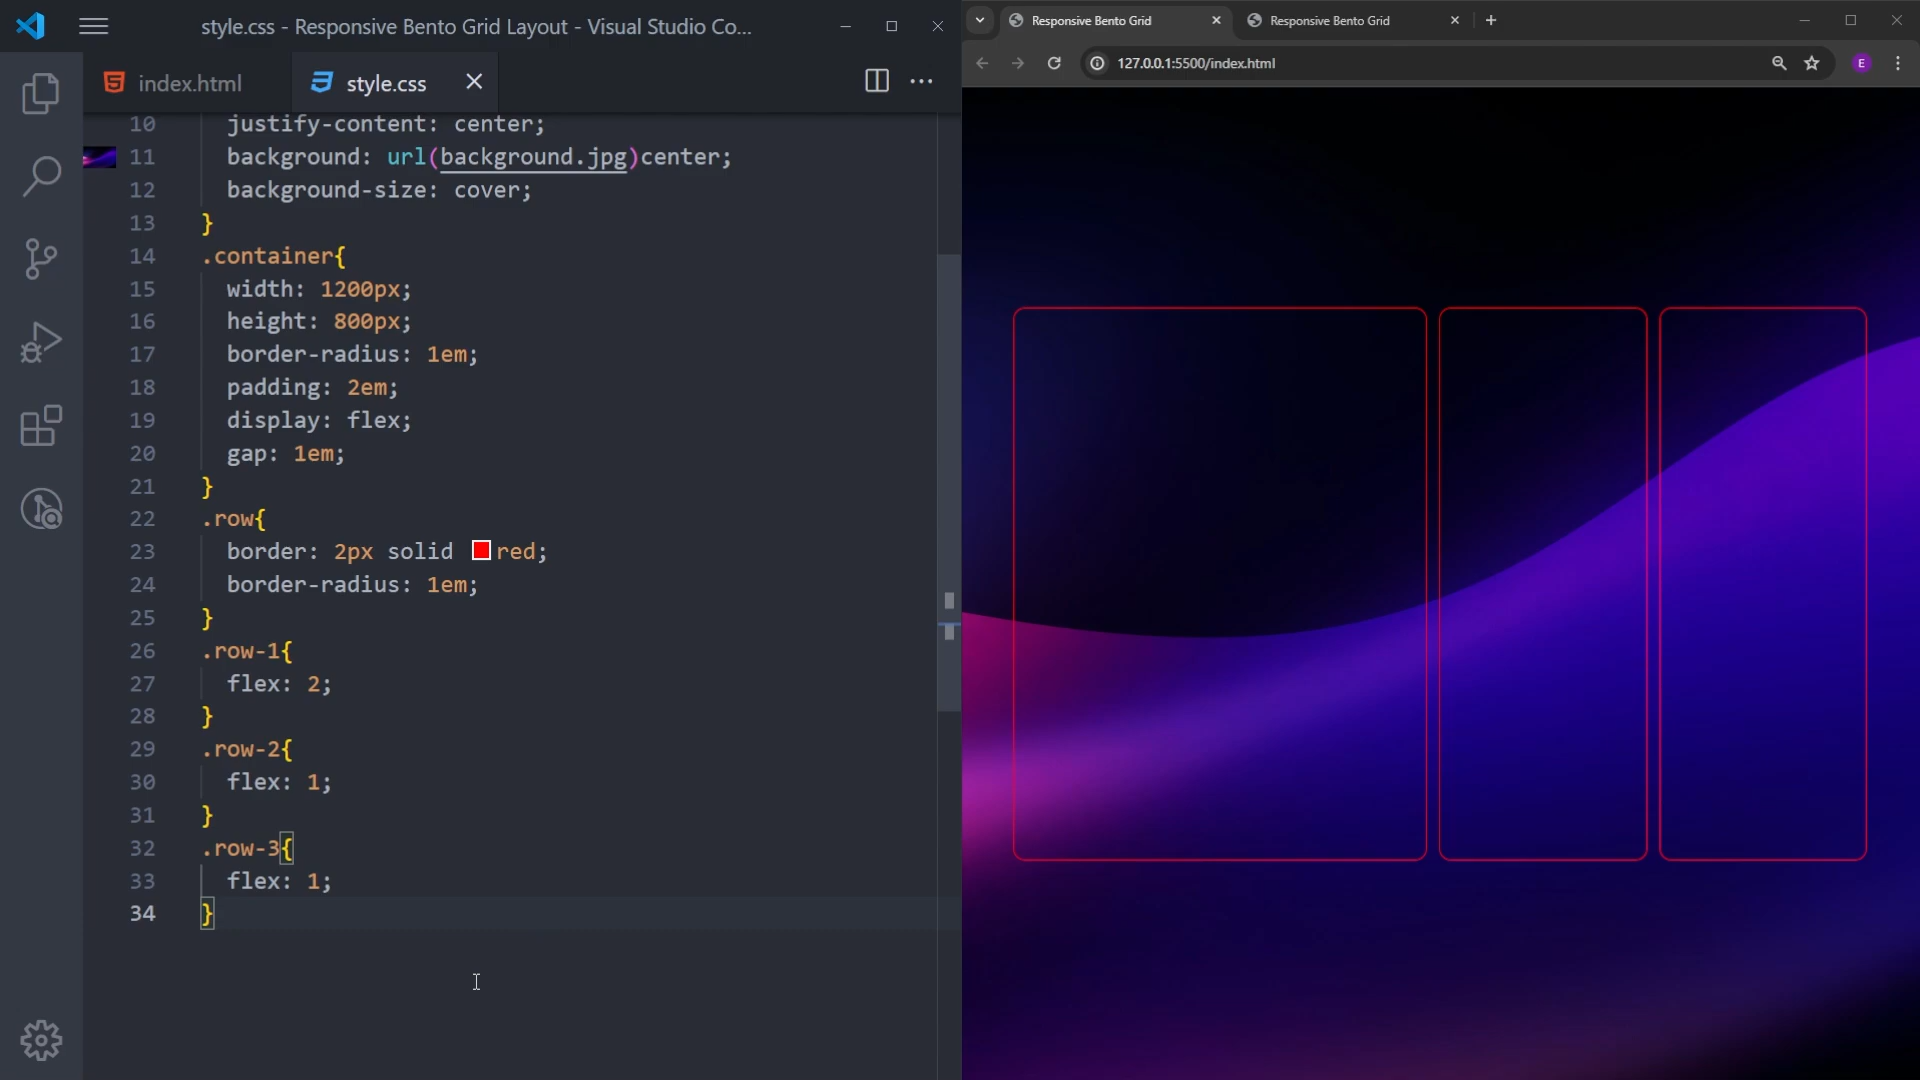 style.css - Responsive Bento Grid Layout - Visual Studio Co...
index.html
style.css
10 justify-content: center;
11 background: url(background.jpg)center;
12 background-size: cover;
13 }
14 .container{
15 width: 1200px;
16 height: 800px;
17 border-radius: 1em;
18 padding: 2em;
19 display: flex;
20 gap: 1em;
21 }
22 .row{
23 border: 2px solid red;
24 border-radius: 1em;
25 }
26 .row-1{
27 flex: 2;
28 }
29 .row-2{
30 flex: 1;
31 }
32 .row-3{
33 flex: 1;
34 }
Responsive Bento Grid
Responsive Bento Grid
127.0.0.1:5500/index.html
E